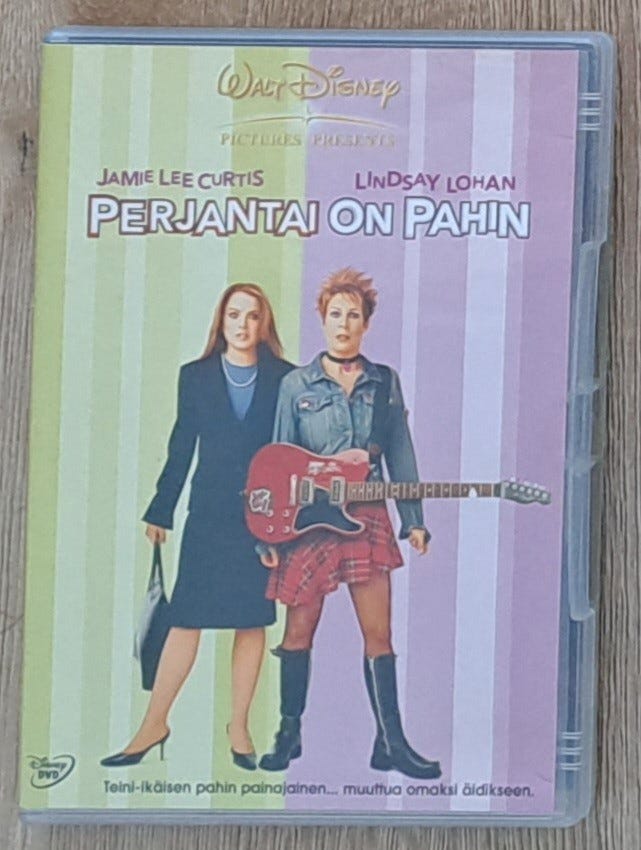 WALT DISNEY
PICTURES PRESENTS
JAMIE LEE CURTIS LINDSAY LOHAN
PERJANTAI ON PAHIN
Disney
DVD
Teini-ikäisen pahin painajainen... muuttua omaksi äidikseen.